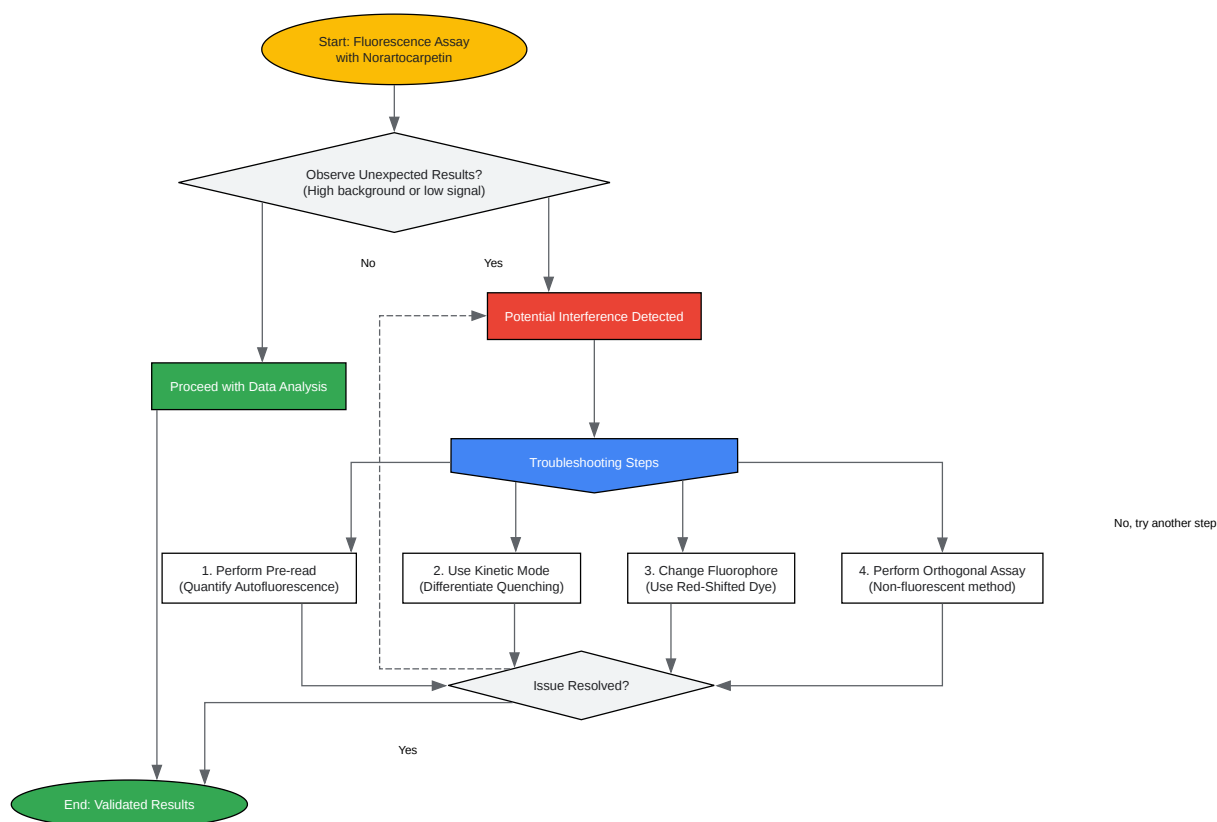 Start: Fluorescence Assay
with Norartocarpetin
Observe Unexpected Results?
(High background or low signal)
No
Yes
Potential Interference Detected
Proceed with Data Analysis
Troubleshooting Steps
No, try another step
1. Perform Pre-read
(Quantify Autofluorescence)
2. Use Kinetic Mode
(Differentiate Quenching)
3. Change Fluorophore
(Use Red-Shifted Dye)
4. Perform Orthogonal Assay
(Non-fluorescent method)
Issue Resolved?
Yes
End: Validated Results